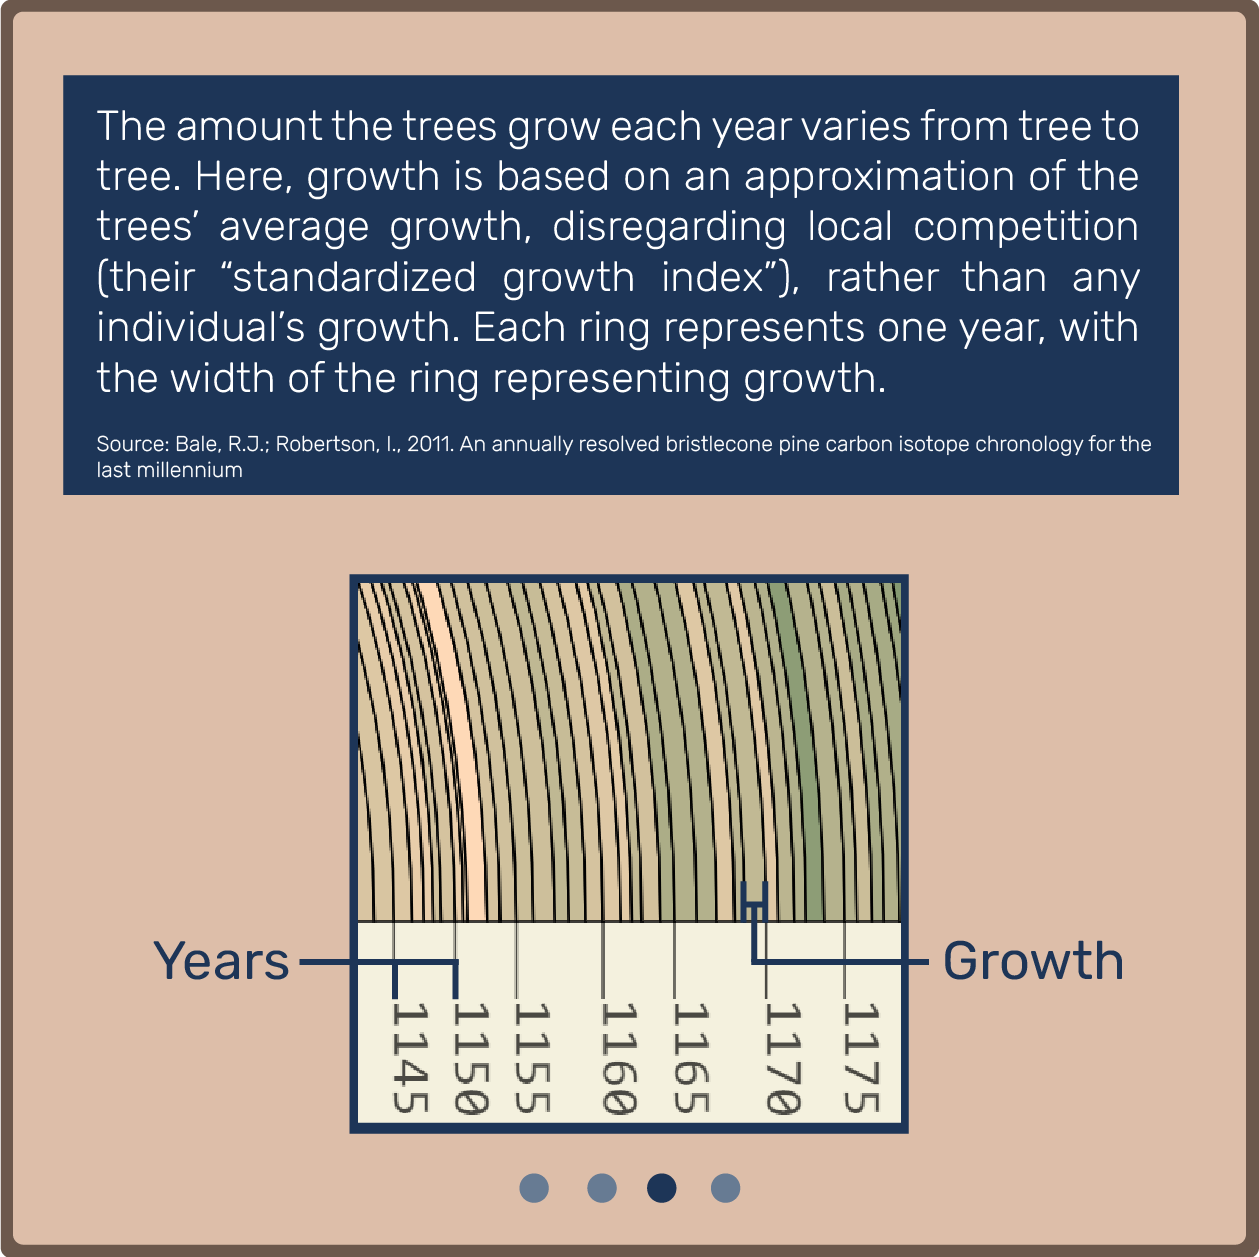 The amount the trees grow each year varies from tree to
tree. Here, growth is based on an approximation of the
trees’ average growth, disregarding local competition
(their “standardized growth index”), rather than any
individual’s growth. Each ring represents one year, with
the width of the ring representing growth.
Source: Bale, R.J.; Robertson, I., 2011. An annually resolved bristlecone pine carbon isotope chronology for the
last millennium
Years
Growth
1145
1150
1155
1160
1165
1170
1175